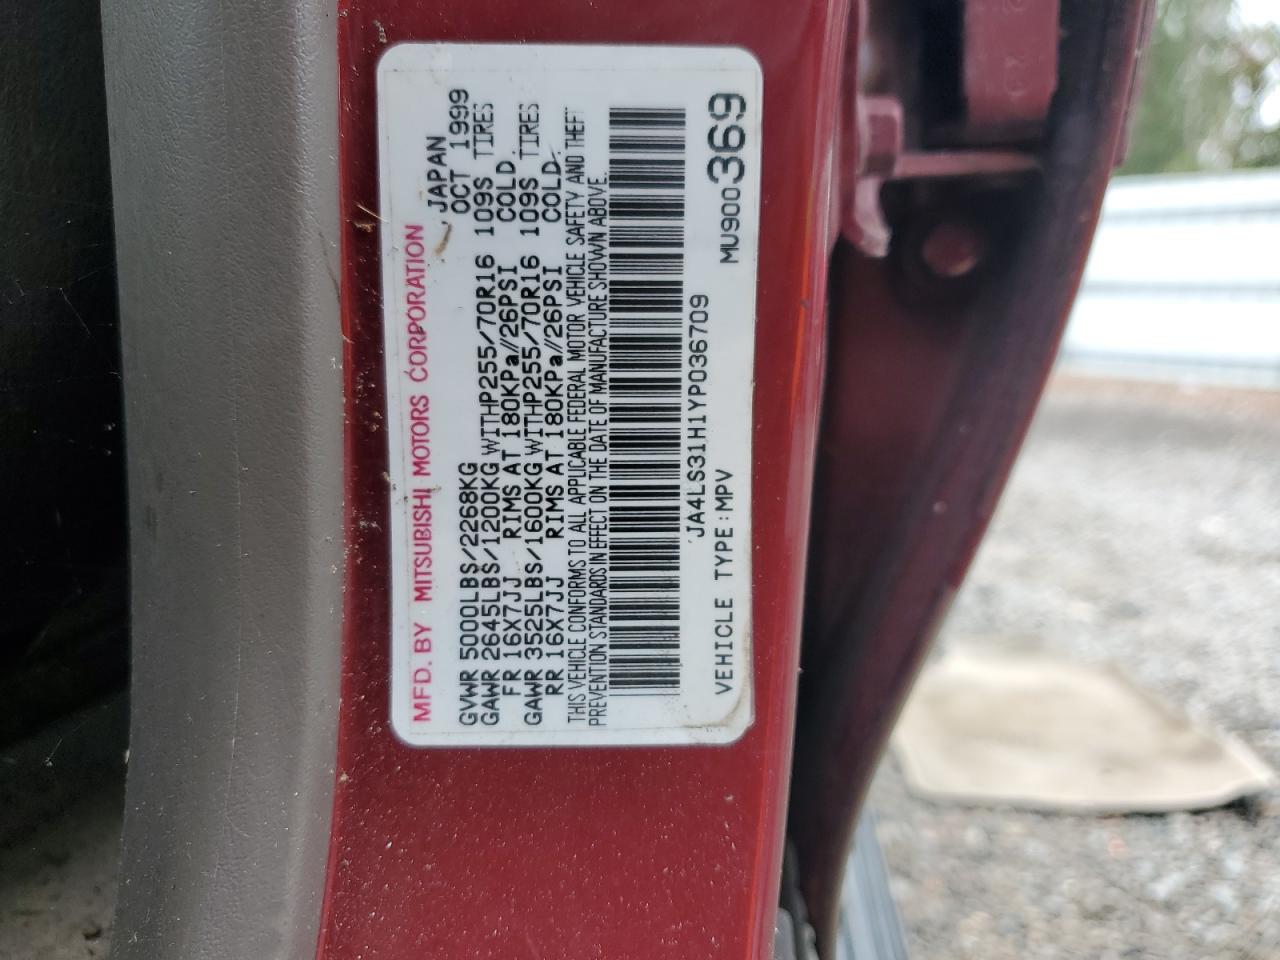 MFD. BY MITSUBISHI MOTORS CORPORATION JAPAN
GVWR 5000LBS/2268KG OCT 1999
GAWR 2645LBS/1200KG WITHP255/70R16 109S TIRES
FR 16X7JJ RIMS AT 180KPa//26PSI COLD.
GAWR 3525LBS/1600KG WITHP255/70R16 109S TIRES
RR 16X7JJ RIMS AT 180KPa//26PSI COLD.
THIS VEHICLE CONFORMS TO ALL APPLICABLE FEDERAL MOTOR VEHICLE SAFETY AND THEFT
PREVENTION STANDARDS IN EFFECT ON THE DATE OF MANUFACTURE SHOWN ABOVE.
JA4LS31H1YP036709
VEHICLE TYPE:MPV MU900369